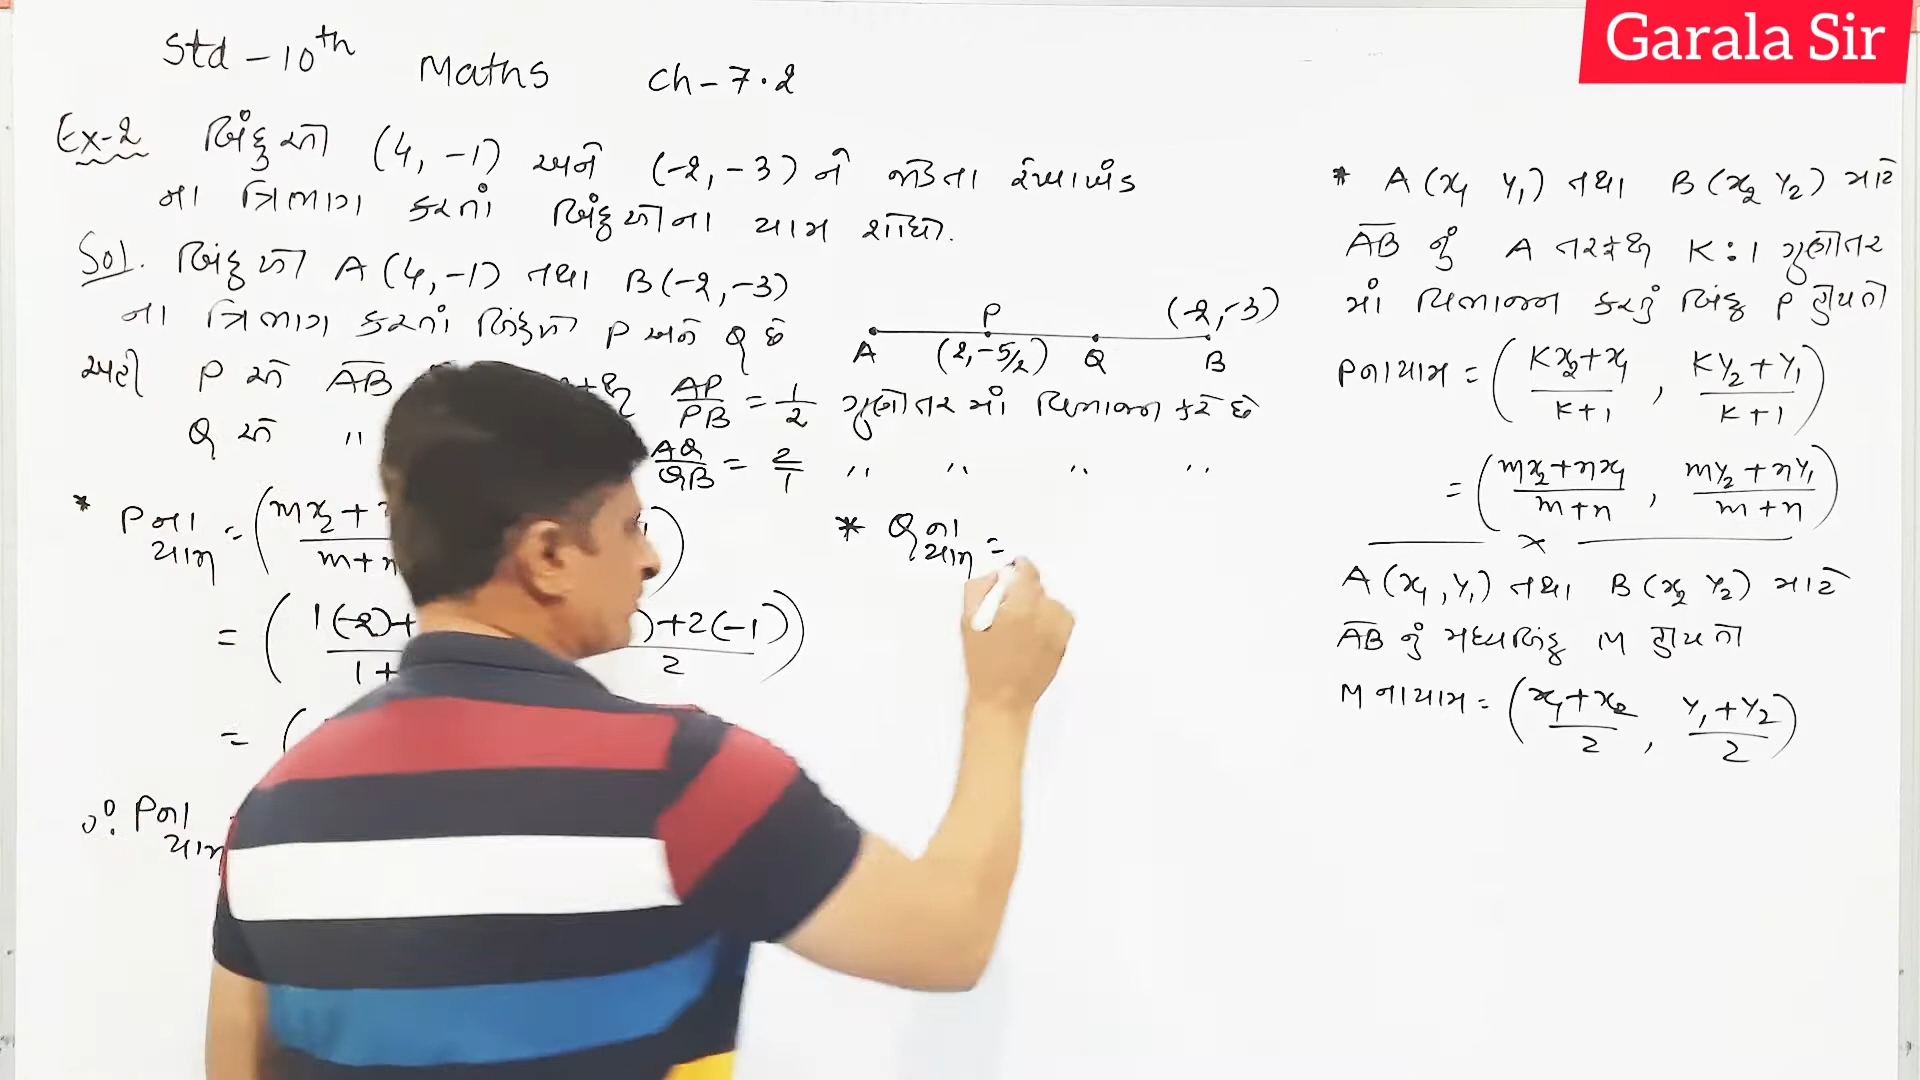 Garala Sir
Std - 10th Maths Ch - 7.2
Ex-2 બિંદુઓ (4, -1) અને (-2, -3) ને જોડતા રેખાખંડ
ના ત્રિભાગ કરતાં બિંદુઓના યામ શોધો.
Sol. બિંદુઓ A(4, -1) તથા B(-2, -3)
ના ત્રિભાગ કરતાં બિંદુઓ P અને Q છે
A P (2, -5/2) Q B (-2, -3)
અહીં P એ AB AP/PB = 1/2 ગુણોત્તર માં વિભાજન કરે છે
Q એ " AQ/QB = 2/1 " " " "
* P ના યામ = (mx2 + / m+n
= ( 1(-2)+ / 1+ )+2(-1) / 2 )
= (
∴ P ના યામ
* Q ના યામ =
* A(x1 y1) તથા B(x2 y2) માટે
AB નું A તરફથી K:1 ગુણોત્તર
માં વિભાજન કરતું બિંદુ P હોય તો
P ના યામ = (Kx2+x1 / K+1 , Ky2+y1 / K+1)
= (mx2+nx1 / m+n , my2+ny1 / m+n)
x
A(x1, y1) તથા B(x2 y2) માટે
AB નું મધ્યબિંદુ M હોય તો
M ના યામ = (x1+x2 / 2 , y1+y2 / 2)